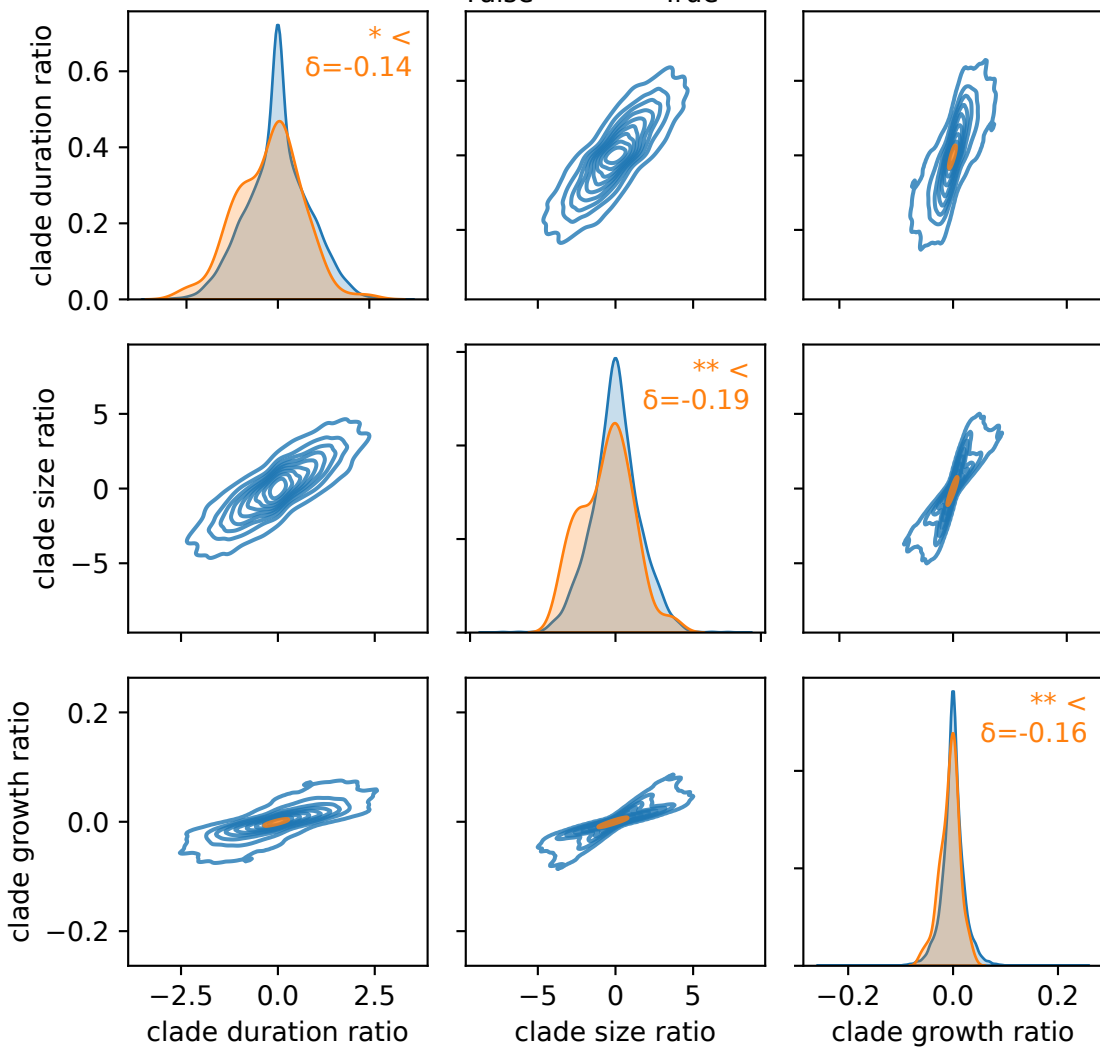 clade duration ratio
0.6
0.4
0.2
0.0
* <
δ=-0.14
clade size ratio
5
0
−5
** <
δ=-0.19
clade growth ratio
0.2
0.0
−0.2
** <
δ=-0.16
−2.5 0.0 2.5
clade duration ratio
−5 0 5
clade size ratio
−0.2 0.0 0.2
clade growth ratio